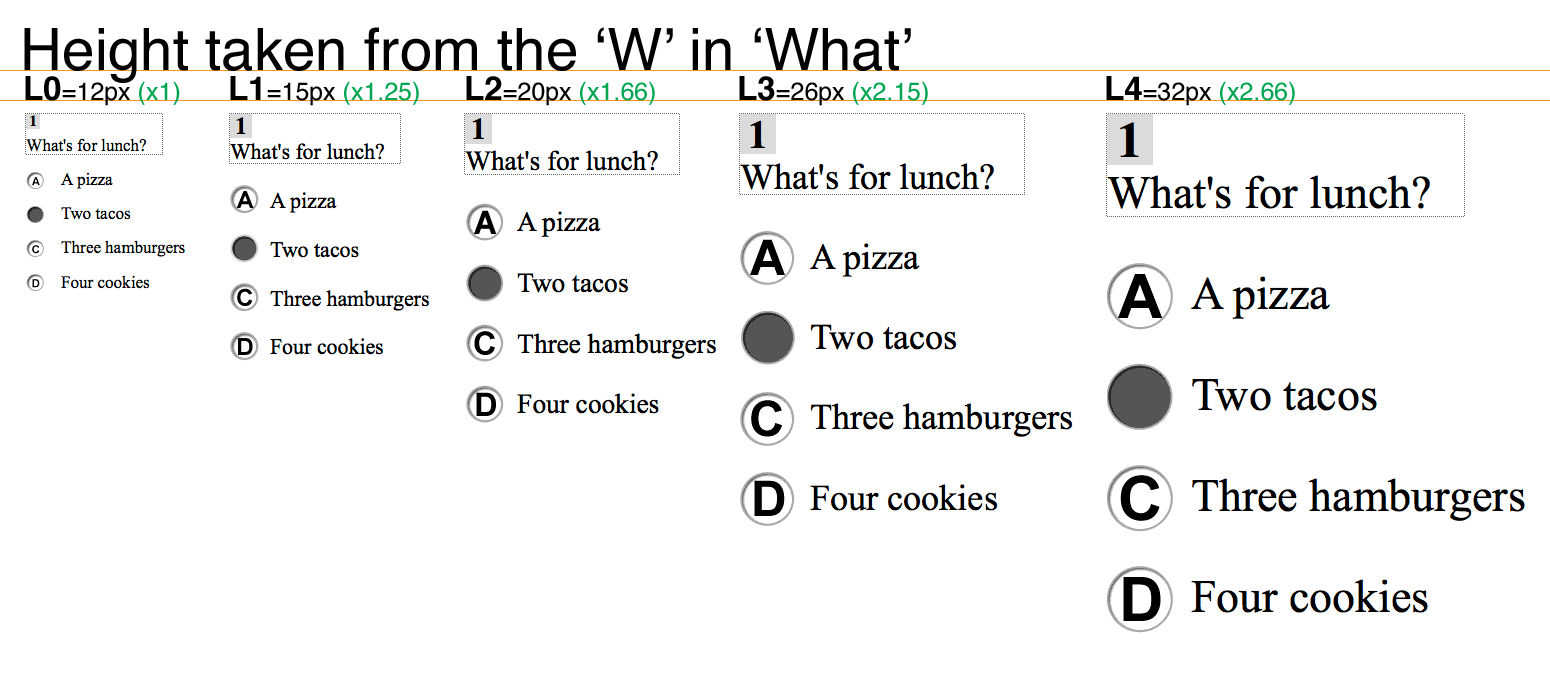 Height taken from the ‘W’ in ‘What’
L0=12px (x1)
1
What's for lunch?
A A pizza
Two tacos
C Three hamburgers
D Four cookies
L1=15px (x1.25)
1
What's for lunch?
A A pizza
Two tacos
C Three hamburgers
D Four cookies
L2=20px (x1.66)
1
What's for lunch?
A A pizza
Two tacos
C Three hamburgers
D Four cookies
L3=26px (x2.15)
1
What's for lunch?
A A pizza
Two tacos
C Three hamburgers
D Four cookies
L4=32px (x2.66)
1
What's for lunch?
A A pizza
Two tacos
C Three hamburgers
D Four cookies